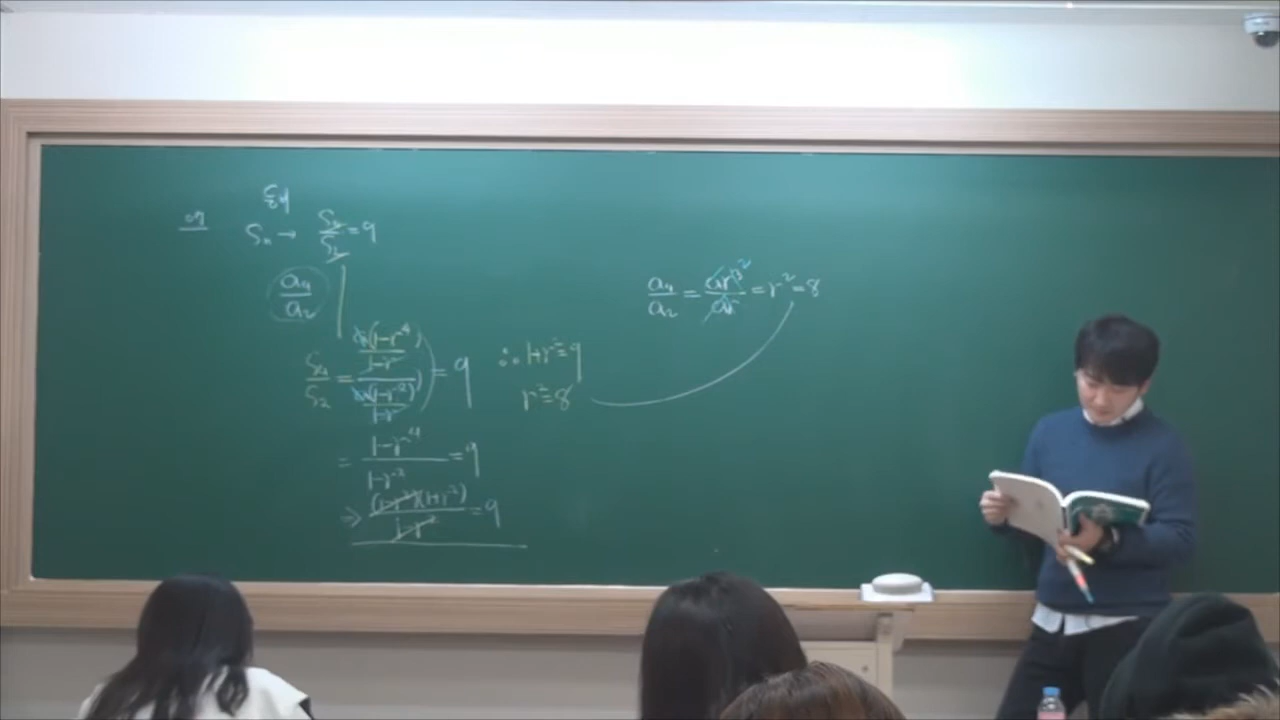 09 등비
Sₙ → S₄/S₂ = 9
a₄/a₂
S₄/S₂ = (a(1-r⁴)/(1-r))/(a(1-r²)/(1-r)) = 9
= (1-r⁴)/(1-r²) = 9
⇒ (1-r²)(1+r²)/(1-r²) = 9
∴ 1+r² = 9
r² = 8
a₄/a₂ = ar³/ar = r² = 8